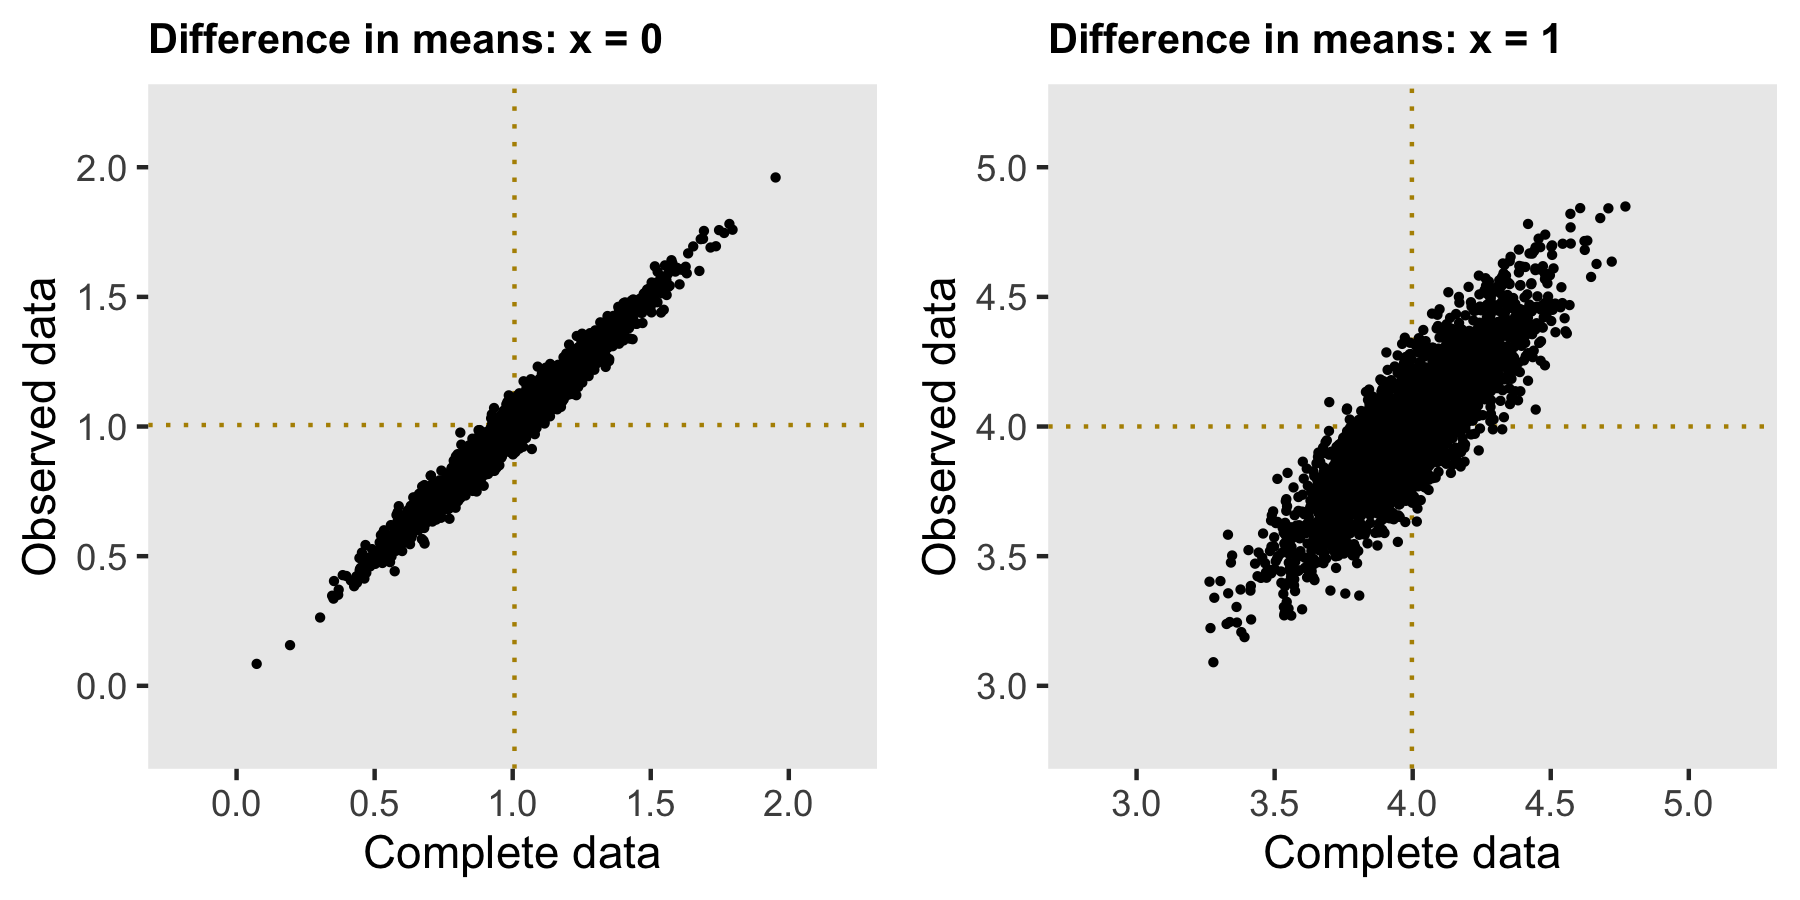 Difference in means: x = 0
2.0
1.5
1.0
0.5
0.0
Observed data
0.0 0.5 1.0 1.5 2.0
Complete data
Difference in means: x = 1
5.0
4.5
4.0
3.5
3.0
Observed data
3.0 3.5 4.0 4.5 5.0
Complete data